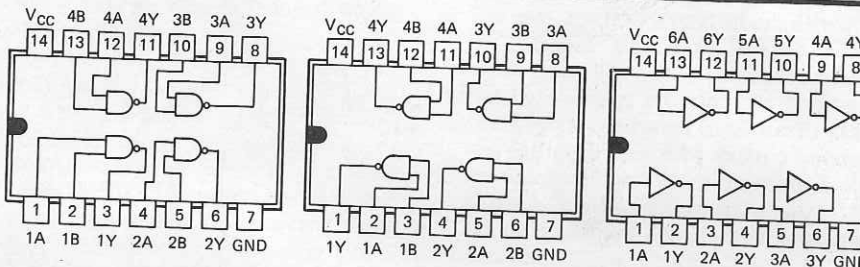 VCC 4B 4A 4Y 3B 3A 3Y
14 13 12 11 10 9 8
1 2 3 4 5 6 7
1A 1B 1Y 2A 2B 2Y GND
VCC 4Y 4B 4A 3Y 3B 3A
14 13 12 11 10 9 8
1 2 3 4 5 6 7
1Y 1A 1B 2Y 2A 2B GND
VCC 6A 6Y 5A 5Y 4A 4Y
14 13 12 11 10 9 8
1 2 3 4 5 6 7
1A 1Y 2A 2Y 3A 3Y GND